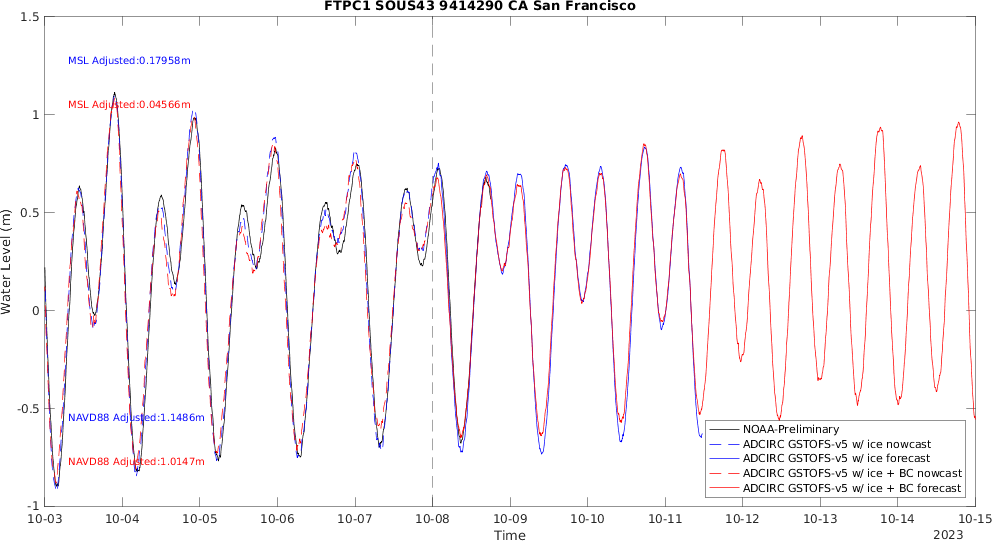 FTPC1 SOUS43 9414290 CA San Francisco
1.5
MSL Adjusted:0.17958m
MSL Adjusted:0.04566m
1
0.5
Water Level (m)
0
-0.5
NAVD88 Adjusted:1.1486m
NAVD88 Adjusted:1.0147m
-1
NOAA-Preliminary
ADCIRC GSTOFS-v5 w/ ice nowcast
ADCIRC GSTOFS-v5 w/ ice forecast
ADCIRC GSTOFS-v5 w/ ice + BC nowcast
ADCIRC GSTOFS-v5 w/ ice + BC forecast
10-03 10-04 10-05 10-06 10-07 10-08 10-09 10-10 10-11 10-12 10-13 10-14 10-15
Time
2023